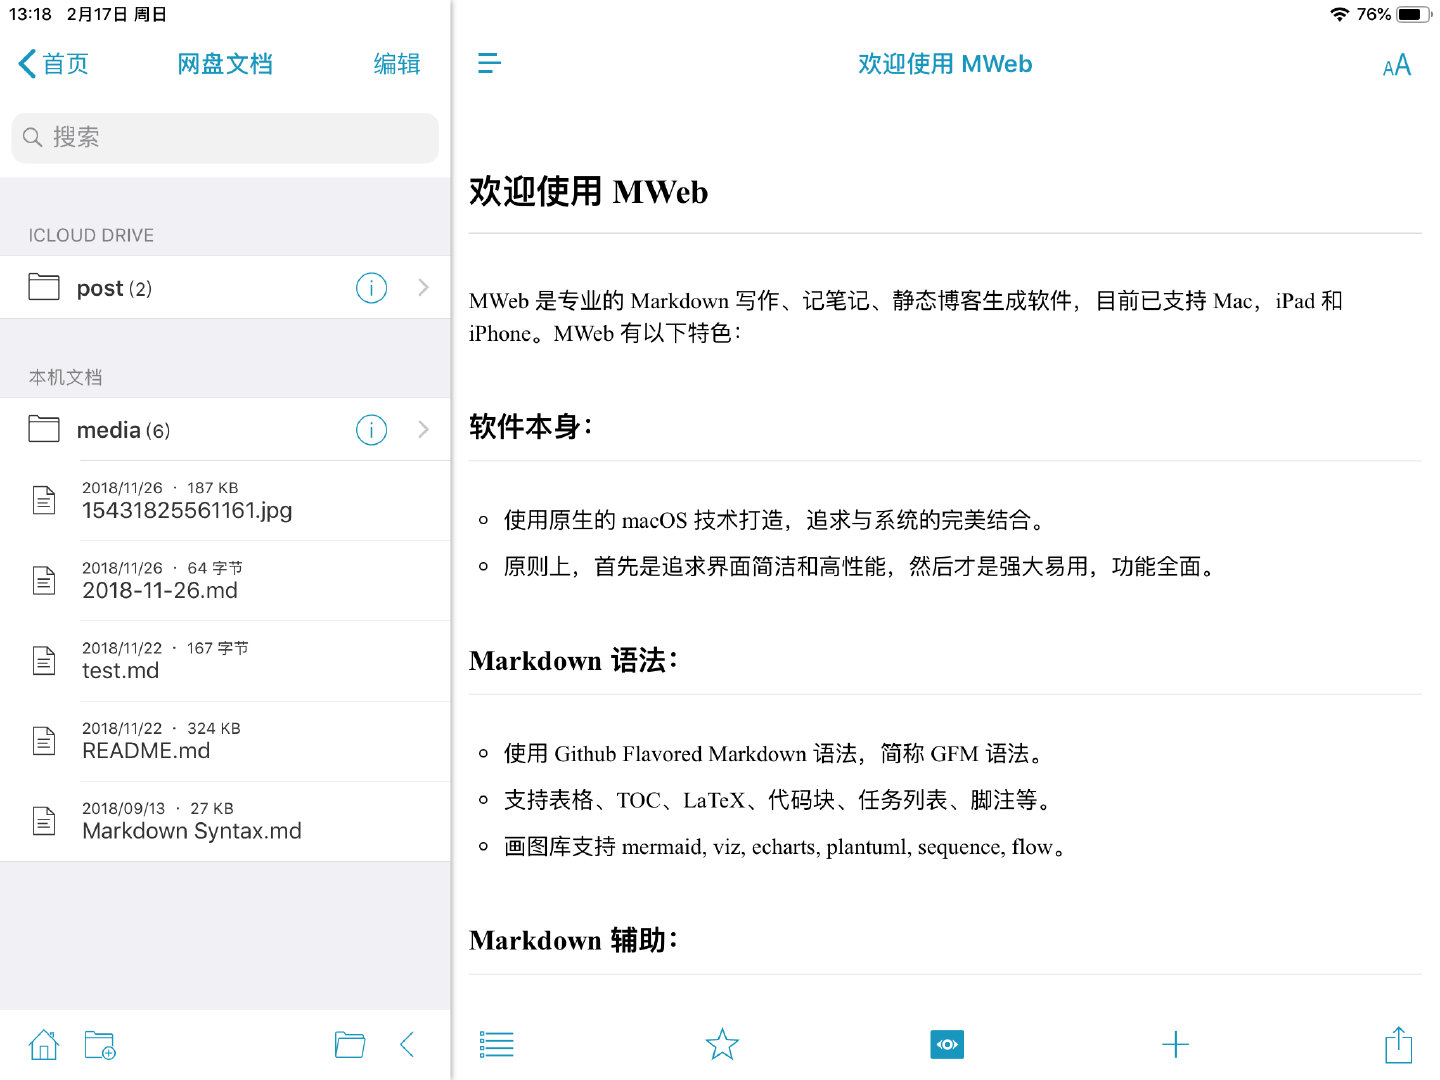 13:18 2月17日 周日
76%
首页 网盘文档 编辑
搜索
ICLOUD DRIVE
post (2)
本机文档
media (6)
2018/11/26 · 187 KB
15431825561161.jpg
2018/11/26 · 64 字节
2018-11-26.md
2018/11/22 · 167 字节
test.md
2018/11/22 · 324 KB
README.md
2018/09/13 · 27 KB
Markdown Syntax.md
欢迎使用 MWeb
AA
欢迎使用 MWeb
MWeb 是专业的 Markdown 写作、记笔记、静态博客生成软件，目前已支持 Mac，iPad 和
iPhone。MWeb 有以下特色：
软件本身：
使用原生的 macOS 技术打造，追求与系统的完美结合。
原则上，首先是追求界面简洁和高性能，然后才是强大易用，功能全面。
Markdown 语法：
使用 Github Flavored Markdown 语法，简称 GFM 语法。
支持表格、TOC、LaTeX、代码块、任务列表、脚注等。
画图库支持 mermaid, viz, echarts, plantuml, sequence, flow。
Markdown 辅助：